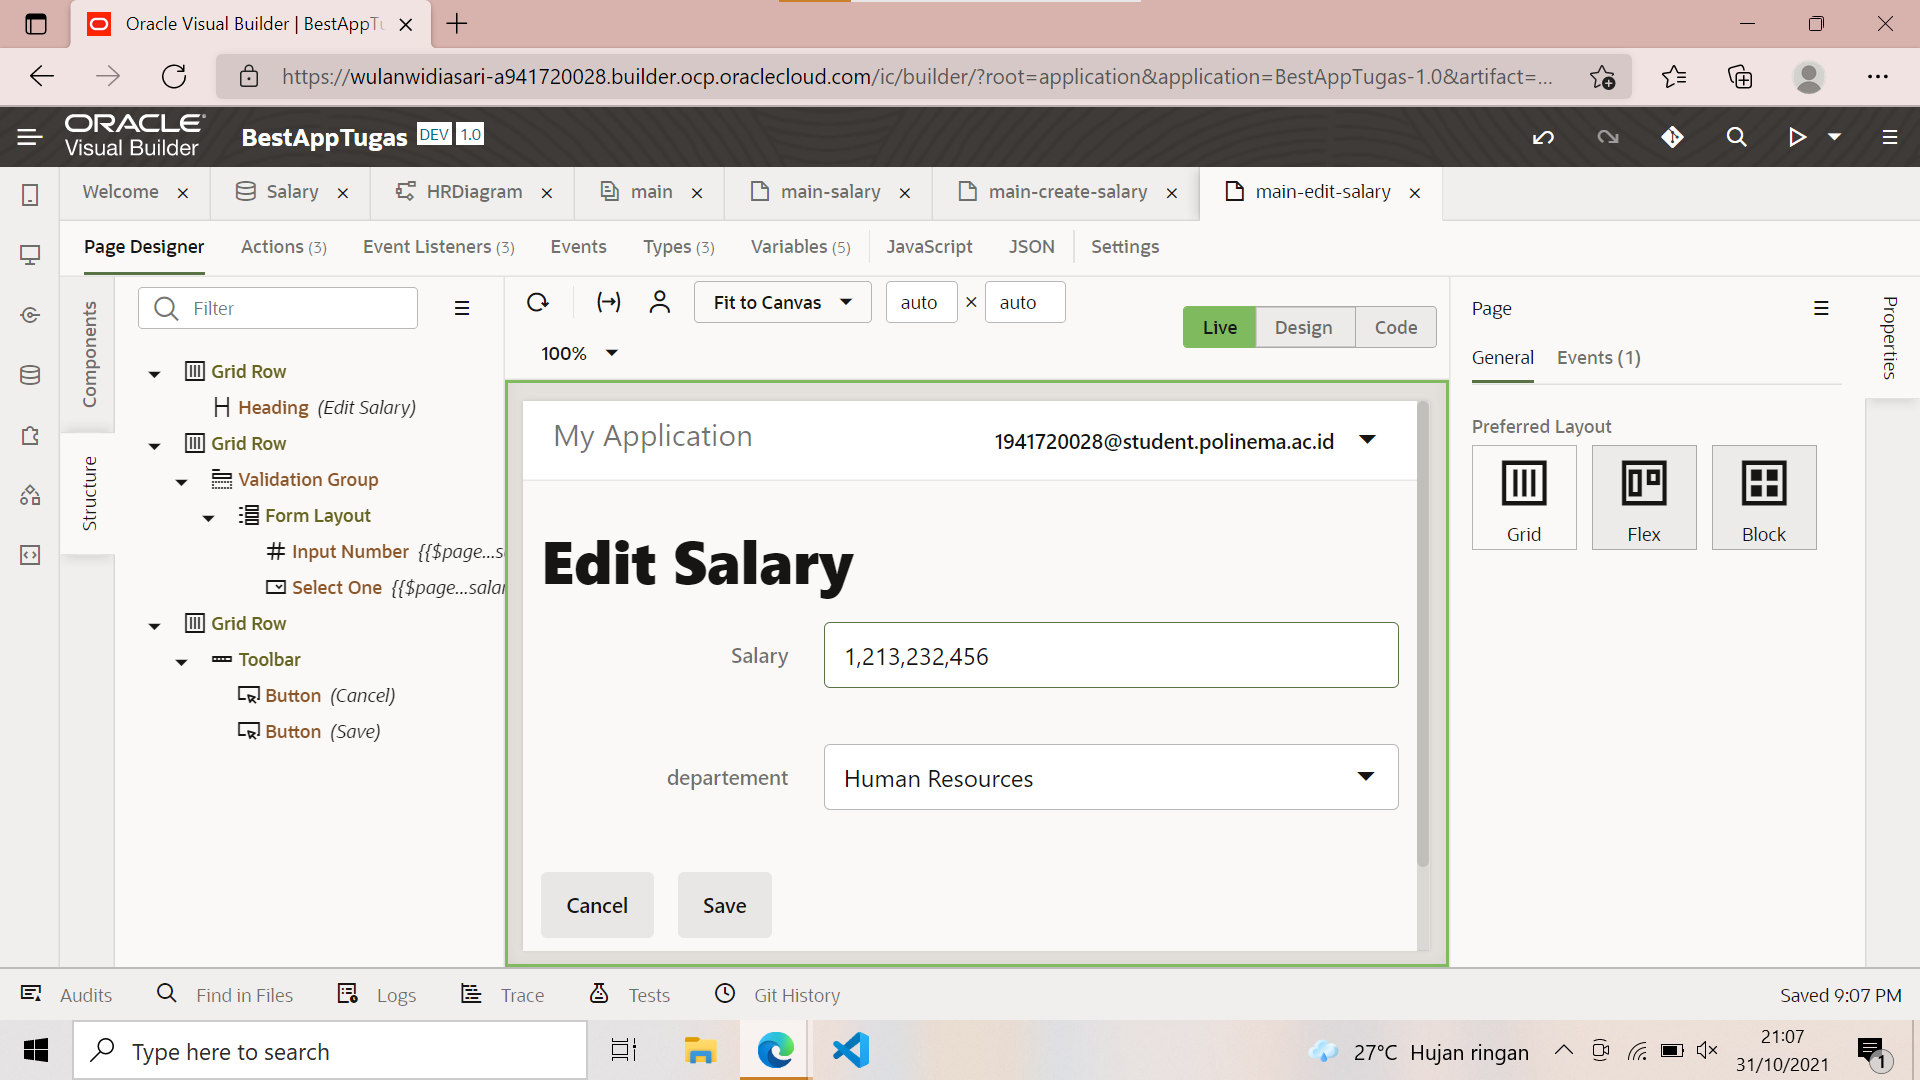 Oracle Visual Builder | BestAppTu
https://wulanwidiasari-a941720028.builder.ocp.oraclecloud.com/ic/builder/?root=application&application=BestAppTugas-1.0&artifact=...
ORACLE
Visual Builder
BestAppTugas DEV 1.0
Welcome Salary HRDiagram main main-salary main-create-salary main-edit-salary
Page Designer Actions (3) Event Listeners (3) Events Types (3) Variables (5) JavaScript JSON Settings
Components
Structure
Filter
Grid Row
Heading (Edit Salary)
Grid Row
Validation Group
Form Layout
Input Number {{$page...s
Select One {{$page...salar
Grid Row
Toolbar
Button (Cancel)
Button (Save)
Fit to Canvas auto × auto
100%
Live Design Code
My Application
1941720028@student.polinema.ac.id
Edit Salary
Salary 1,213,232,456
departement Human Resources
Cancel Save
Page
General Events (1)
Preferred Layout
Grid Flex Block
Properties
Audits Find in Files Logs Trace Tests Git History
Saved 9:07 PM
Type here to search
27°C Hujan ringan
21:07
31/10/2021
1